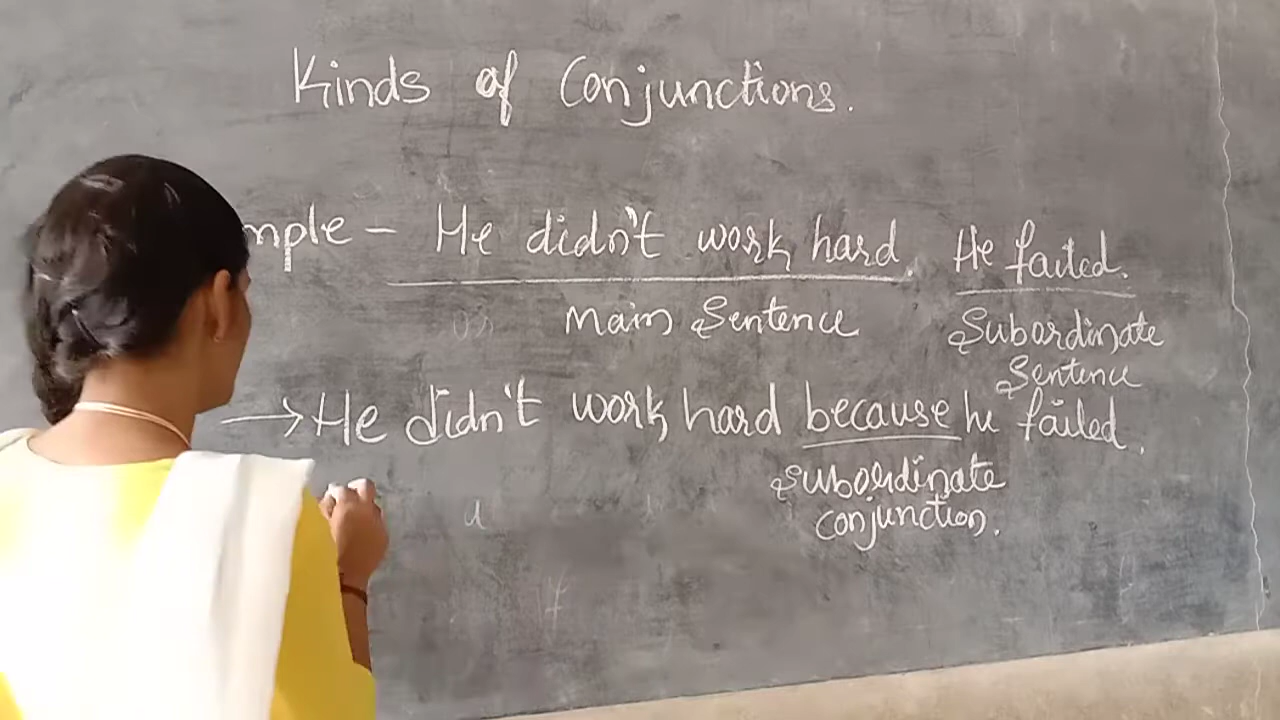 Kinds of Conjunctions.
mple - He didn't work hard. He failed.
Main Sentence
Subordinate
Sentence
→ He didn't work hard because he failed.
Subordinate
conjunction.